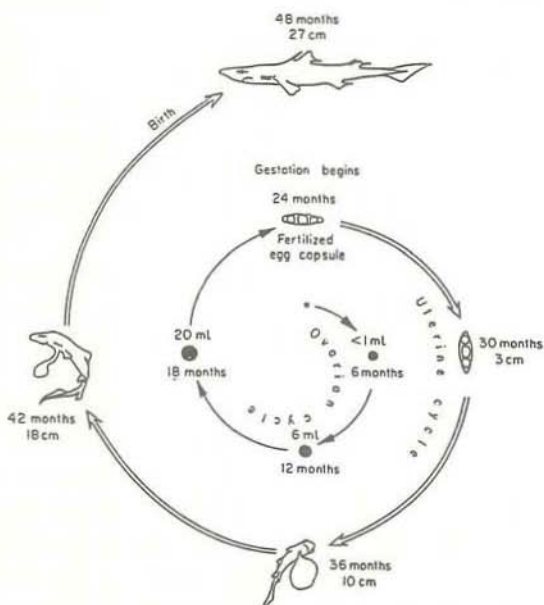 48 months
27 cm
Birth
Gestation begins
24 months
Fertilized
egg capsule
Uterine cycle
30 months
3 cm
<1 ml
6 months
Ovarian cycle
20 ml
18 months
6 ml
12 months
42 months
18 cm
36 months
10 cm